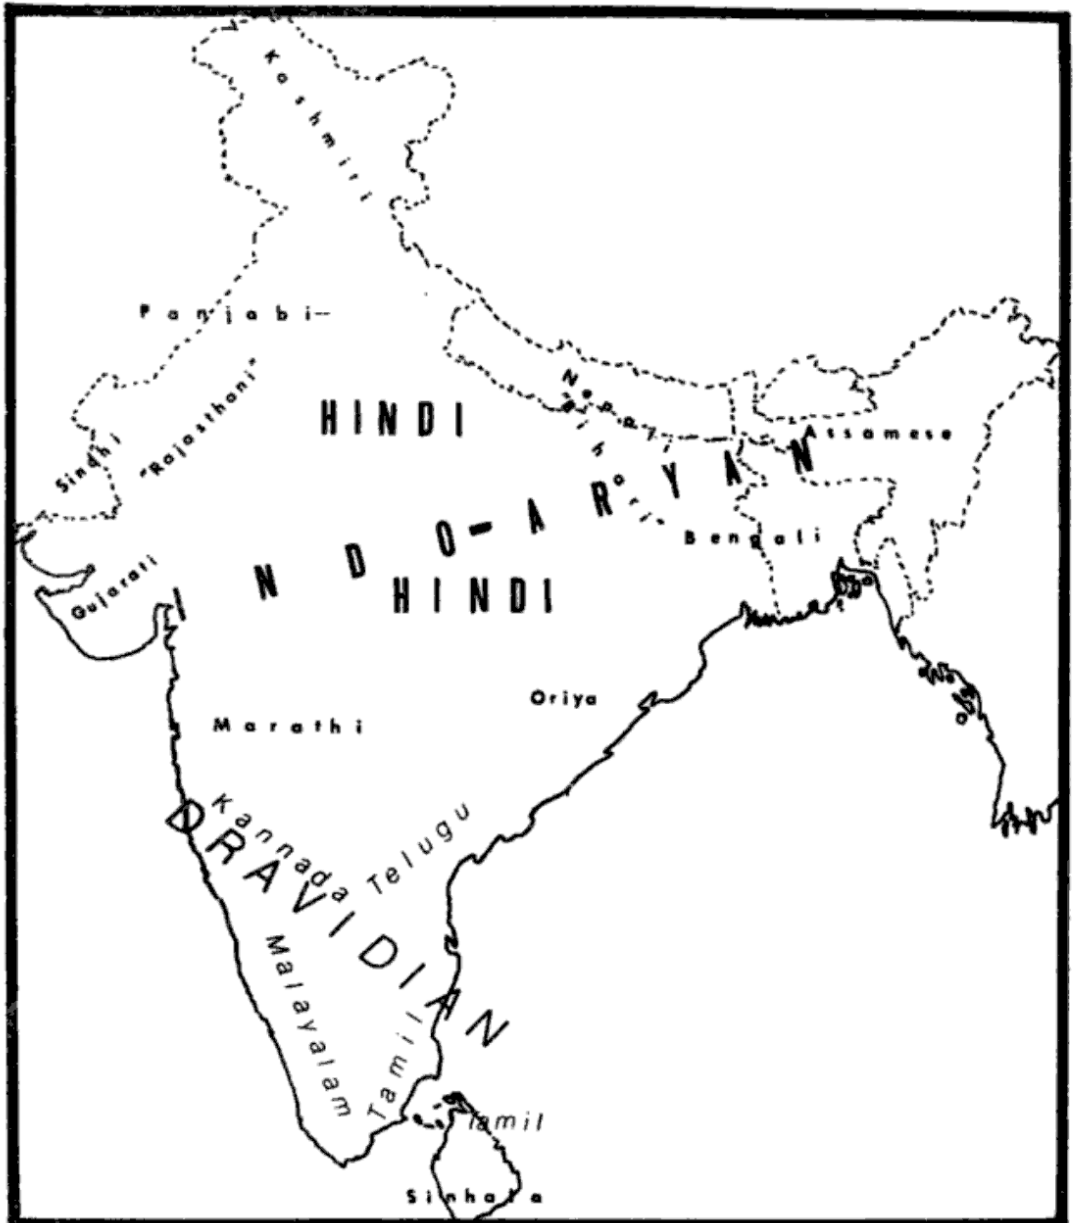 Kashmiri
Panjabi--
"Rajasthani"
HINDI
Nepali
"Bihari"
Assamese
Sindhi
INDO-ARYAN
Bengali
Gujarati
HINDI
Oriya
Marathi
Kannada
Telugu
DRAVIDIAN
Malayalam
Tamil
Tamil
Sinhala